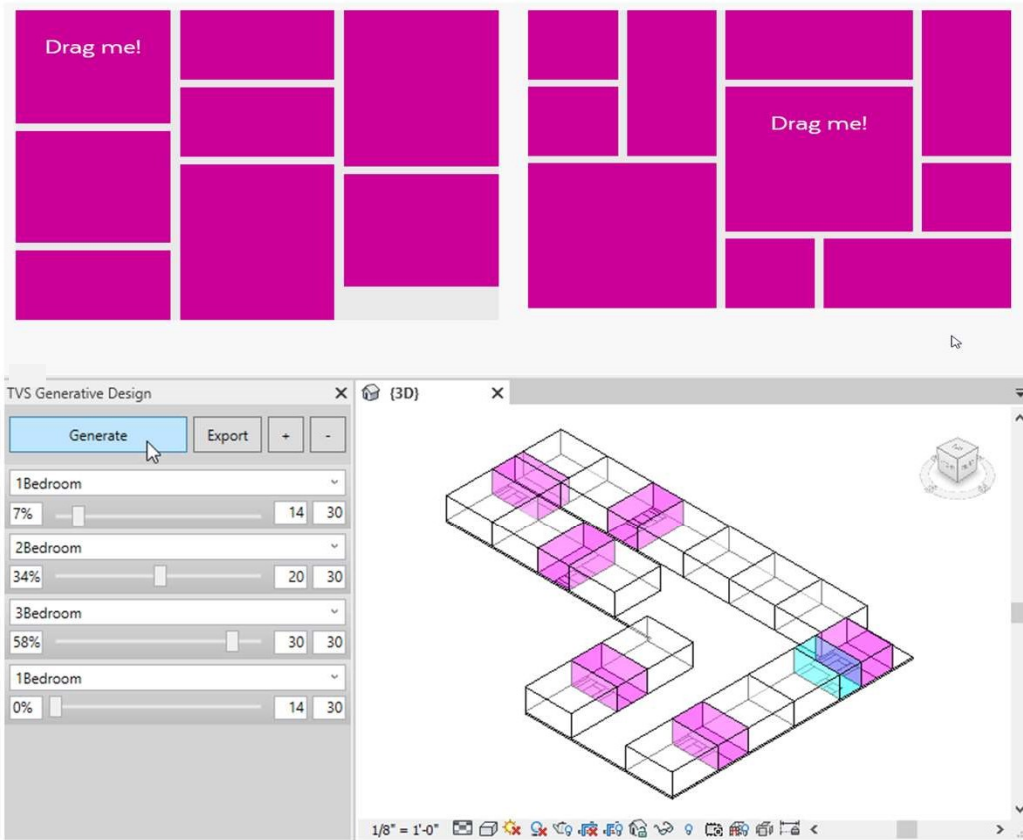 Drag me!
Drag me!
TVS Generative Design
{3D}
Generate
Export
+
-
1Bedroom
7%
14
30
2Bedroom
34%
20
30
3Bedroom
58%
30
30
1Bedroom
0%
14
30
1/8" = 1'-0"